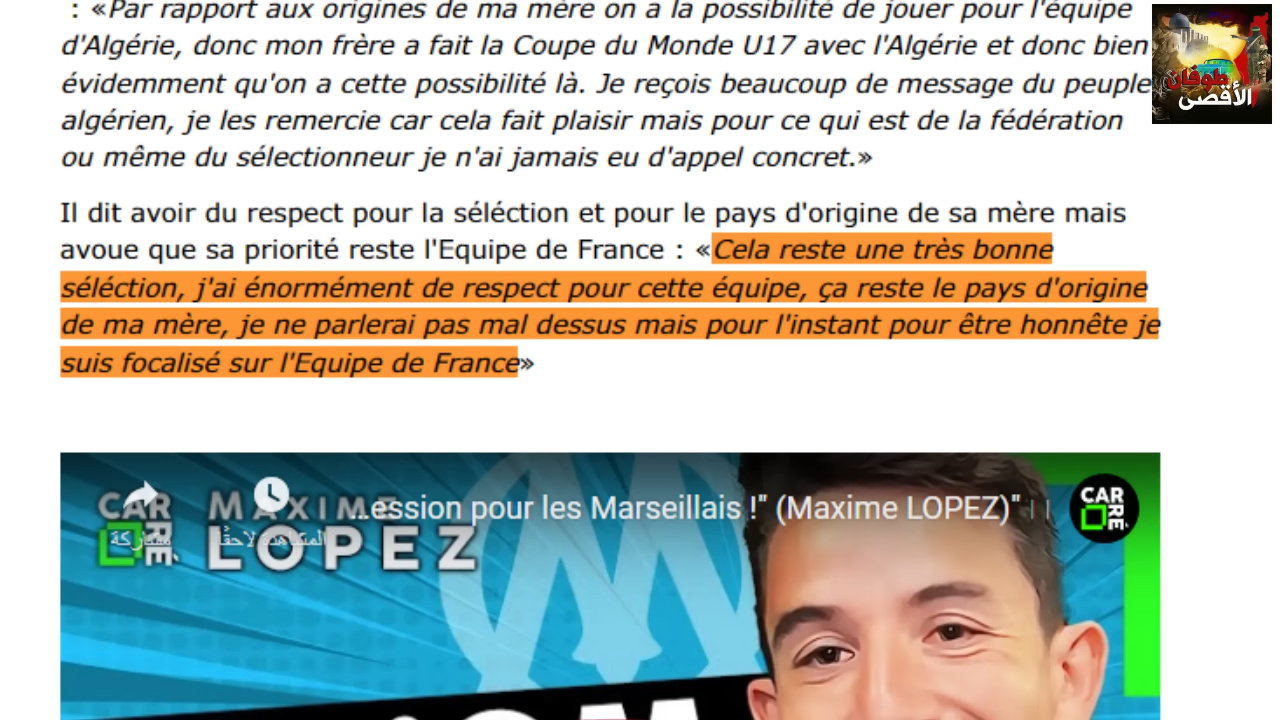 : «Par rapport aux origines de ma mère on a la possibilité de jouer pour l'équipe
d'Algérie, donc mon frère a fait la Coupe du Monde U17 avec l'Algérie et donc bien
évidemment qu'on a cette possibilité là. Je reçois beaucoup de message du peuple
algérien, je les remercie car cela fait plaisir mais pour ce qui est de la fédération
ou même du sélectionneur je n'ai jamais eu d'appel concret.»
طوفان
الأقصى
Il dit avoir du respect pour la séléction et pour le pays d'origine de sa mère mais
avoue que sa priorité reste l'Equipe de France : «Cela reste une très bonne
séléction, j'ai énormément de respect pour cette équipe, ça reste le pays d'origine
de ma mère, je ne parlerai pas mal dessus mais pour l'instant pour être honnête je
suis focalisé sur l'Equipe de France»
CAR
RE
MAXIME
LOPEZ
...ession pour les Marseillais !" (Maxime LOPEZ)"
مشاركة
المشاهدة لاحقًا
CAR
RE